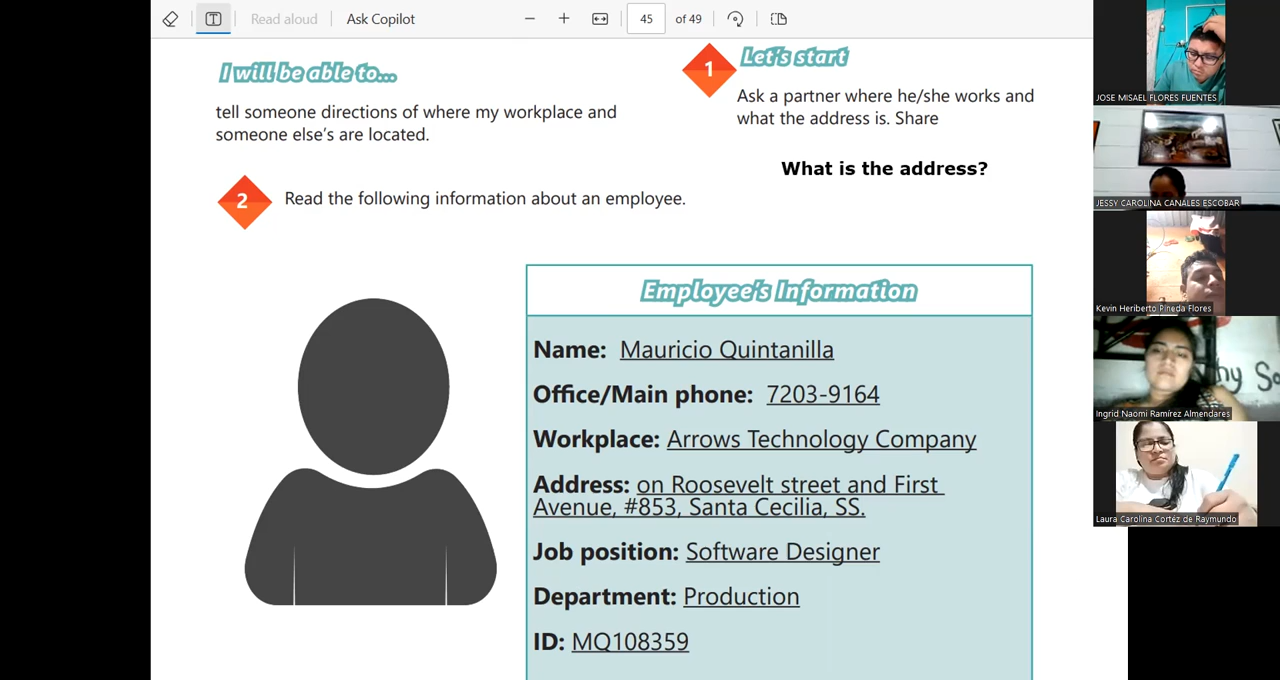 Read aloud
Ask Copilot
45
of 49
I will be able to...
tell someone directions of where my workplace and
someone else's are located.
1
Let's start
Ask a partner where he/she works and
what the address is. Share
What is the address?
2
Read the following information about an employee.
Employee's Information
Name: Mauricio Quintanilla
Office/Main phone: 7203-9164
Workplace: Arrows Technology Company
Address: on Roosevelt street and First
Avenue, #853, Santa Cecilia, SS.
Job position: Software Designer
Department: Production
ID: MQ108359
JOSE MISAEL FLORES FUENTES
JESSY CAROLINA CANALES ESCOBAR
Kevin Heriberto Pineda Flores
hy So
Ingrid Naomi Ramírez Almendares
Laura Carolina Cortéz de Raymundo